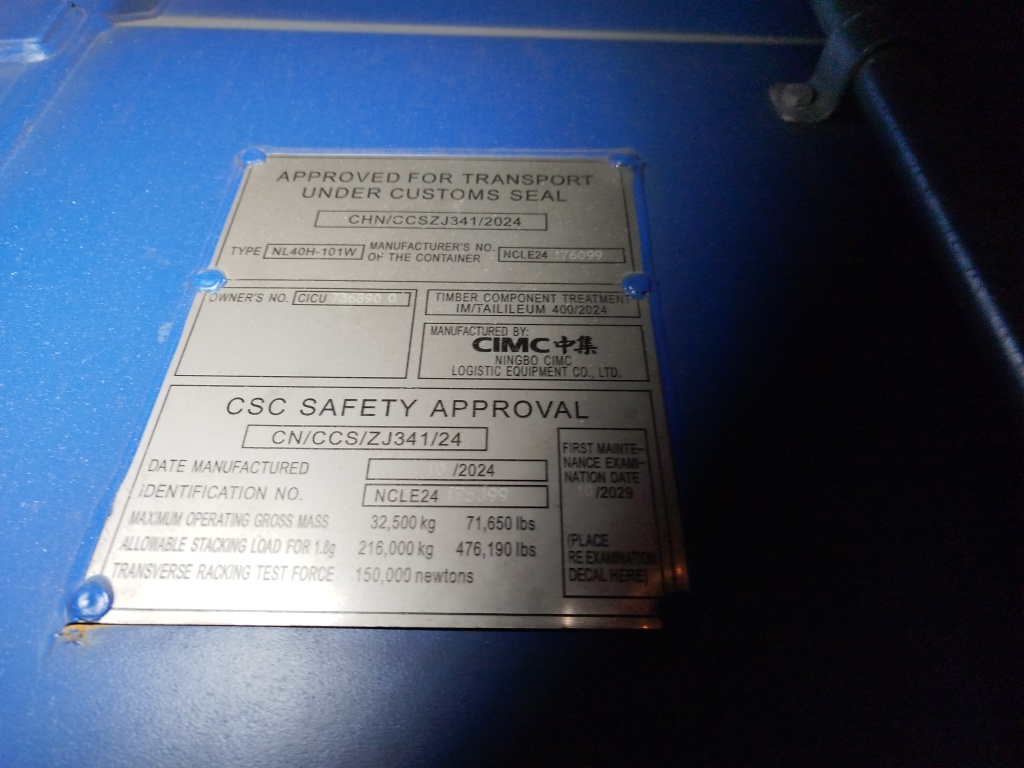 APPROVED FOR TRANSPORT
UNDER CUSTOMS SEAL
CHN/CCSZJ341/2024
TYPE NL40H-101W
MANUFACTURER'S NO.
OF THE CONTAINER
NCLE24
OWNER'S NO. CICU
TIMBER COMPONENT TREATMENT
IM/TAILILEUM 400/2024
MANUFACTURED BY:
CIMC 中集
NINGBO CIMC
LOGISTIC EQUIPMENT CO., LTD.
CSC SAFETY APPROVAL
CN/CCS/ZJ341/24
DATE MANUFACTURED 10/2024
IDENTIFICATION NO. NCLE24
MAXIMUM OPERATING GROSS MASS 32,500 kg 71,650 lbs
ALLOWABLE STACKING LOAD FOR 1.8g 216,000 kg 476,190 lbs
TRANSVERSE RACKING TEST FORCE 150,000 newtons
FIRST MAINTE-
NANCE EXAMI-
NATION DATE
10/2029
(PLACE
RE EXAMINATION
DECAL HERE)